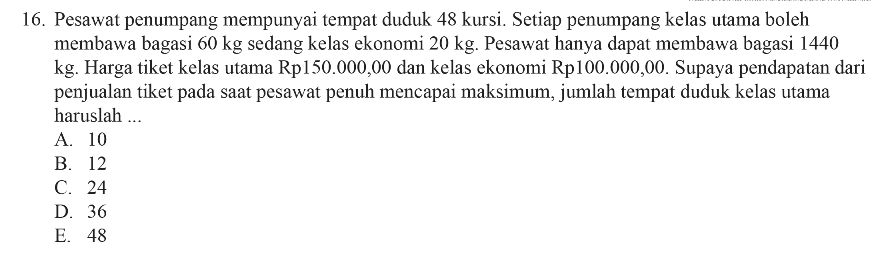 16. Pesawat penumpang mempunyai tempat duduk 48 kursi. Setiap penumpang kelas utama boleh
membawa bagasi 60 kg sedang kelas ekonomi 20 kg. Pesawat hanya dapat membawa bagasi 1440
kg. Harga tiket kelas utama Rp150.000,00 dan kelas ekonomi Rp100.000,00. Supaya pendapatan dari
penjualan tiket pada saat pesawat penuh mencapai maksimum, jumlah tempat duduk kelas utama
haruslah ...
A. 10
B. 12
C. 24
D. 36
E. 48